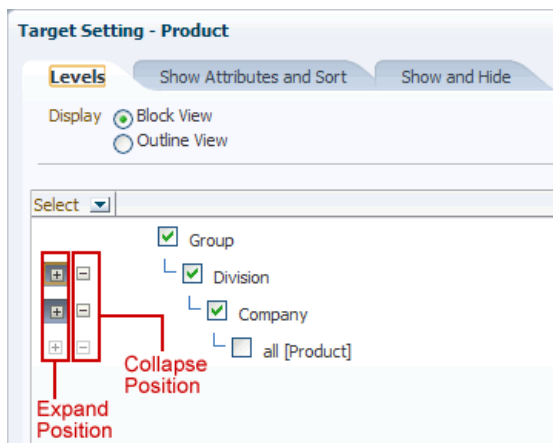 Target Setting - Product
Levels Show Attributes and Sort Show and Hide
Display Block View
Outline View
Select
Group
Division
Company
all [Product]
Collapse
Position
Expand
Position